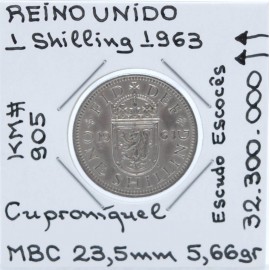 REINO UNIDO
1 Shilling 1963
KM# 905
Escudo Escocês
32.300.000
Cuproníquel
MBC 23,5mm 5,66gr